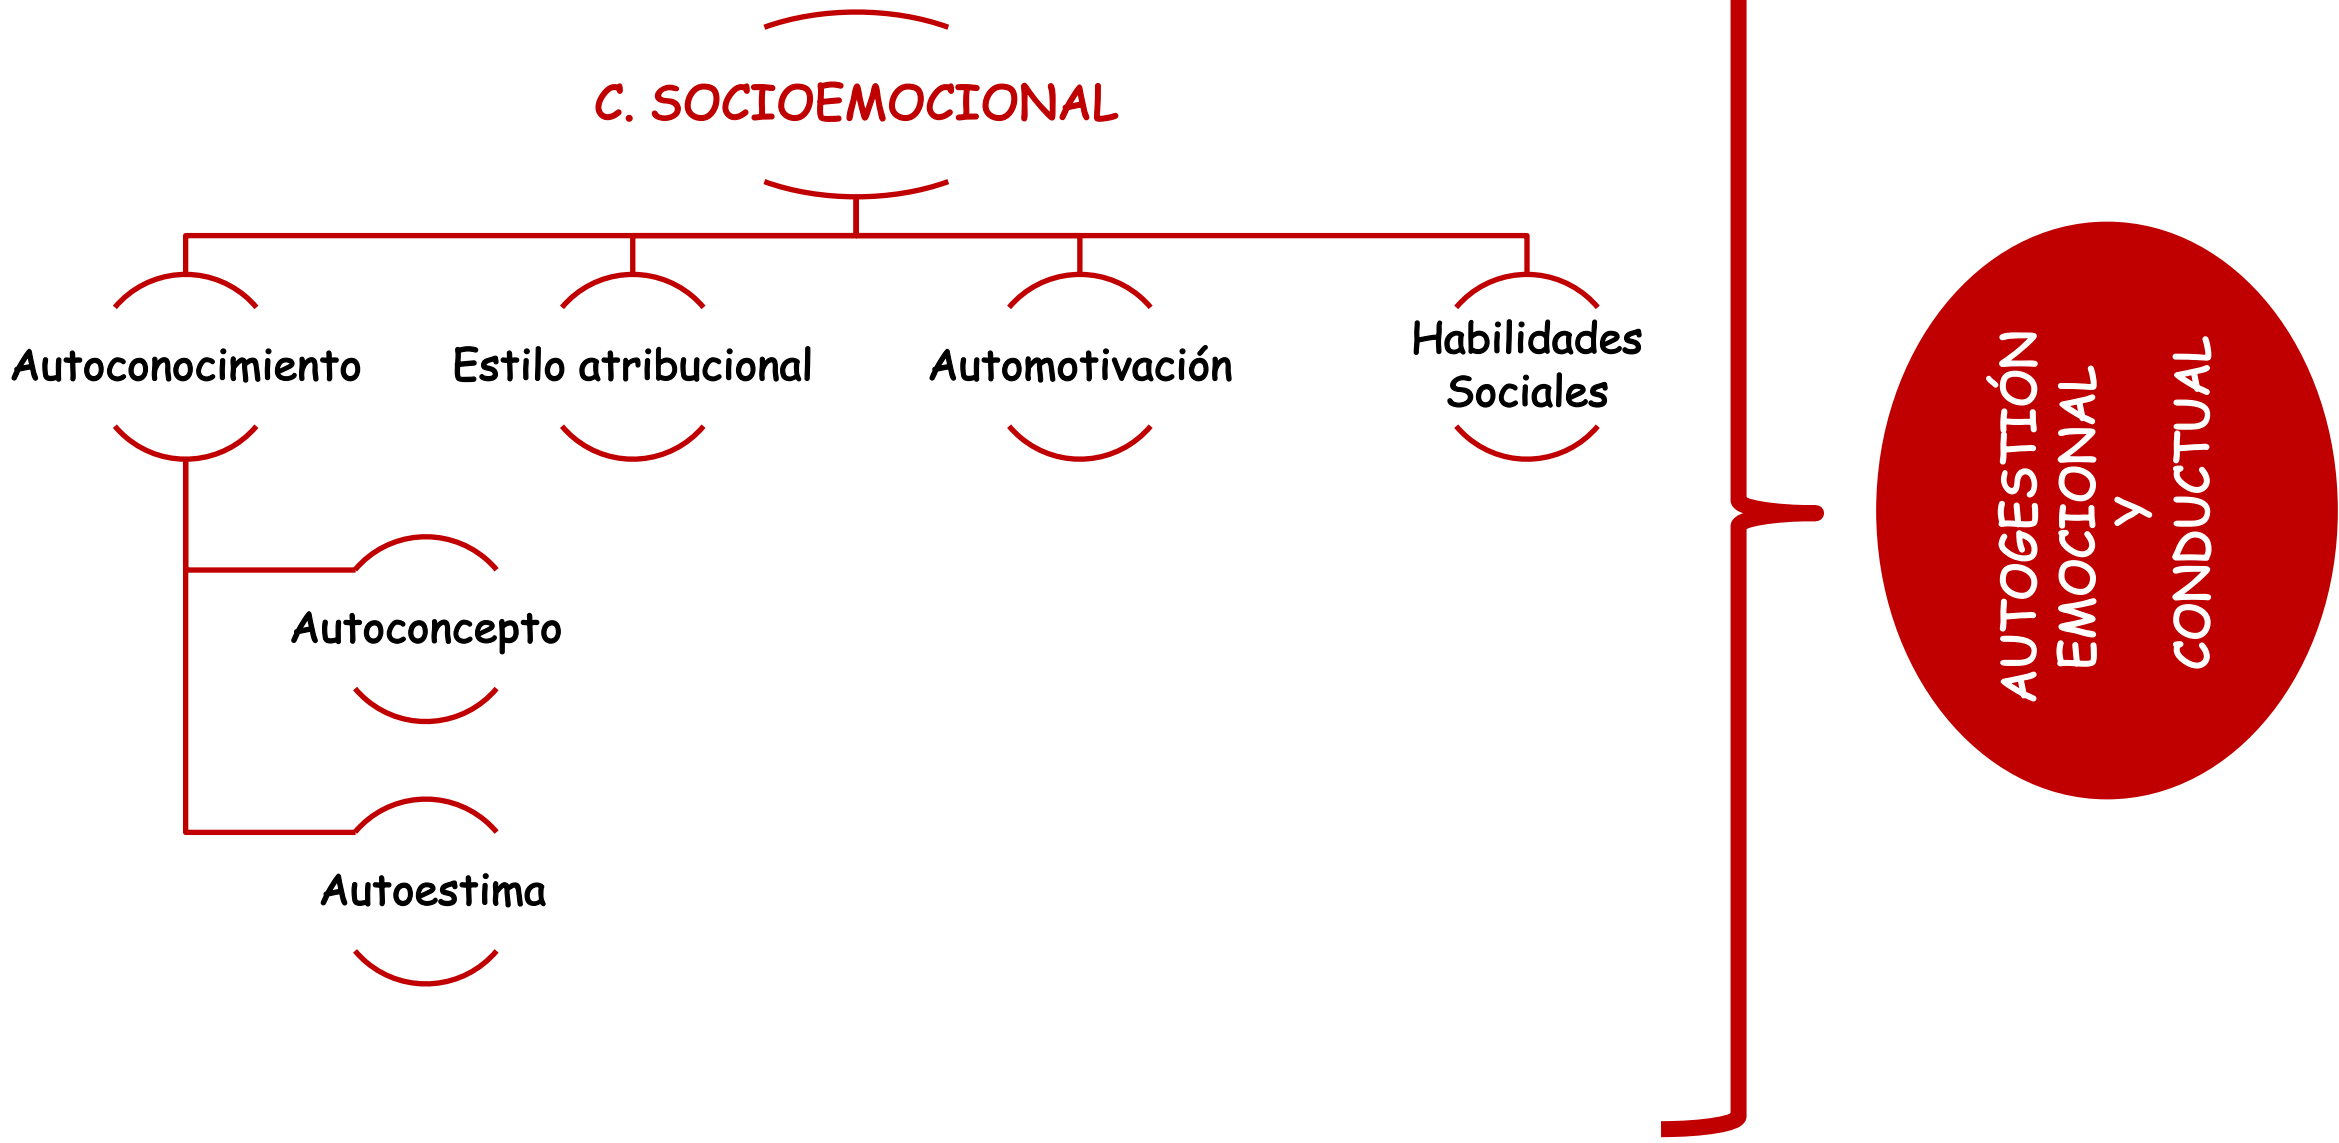 C. SOCIOEMOCIONAL
Autoconocimiento
Estilo atribucional
Automotivación
Habilidades
Sociales
Autoconcepto
Autoestima
AUTOGESTIÓN
EMOCIONAL
Y
CONDUCTUAL